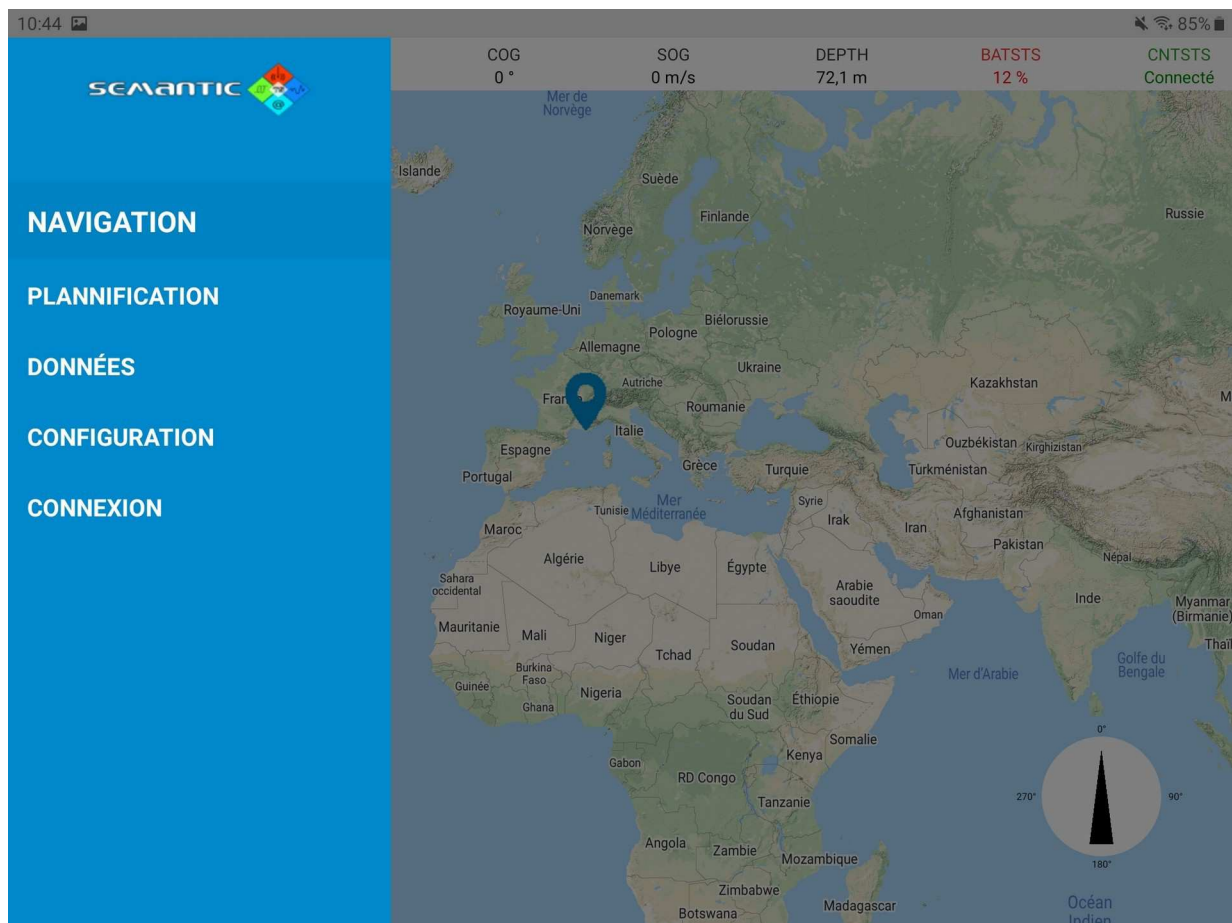 10:44
85%
SEMANTIC
NAVIGATION
PLANNIFICATION
DONNÉES
CONFIGURATION
CONNEXION
COG
0 °
SOG
0 m/s
DEPTH
72,1 m
BATSTS
12 %
CNTSTS
Connecté
Mer de
Norvège
Islande
Suède
Finlande
Russie
Norvège
Danemark
Royaume-Uni
Biélorussie
Pologne
Allemagne
Ukraine
Autriche
Kazakhstan
Roumanie
Italie
Ouzbékistan
Kirghizistan
Espagne
Grèce
Turquie
Turkménistan
Portugal
Mer
Méditerranée
Tunisie
Syrie
Afghanistan
Maroc
Irak
Iran
Pakistan
Algérie
Libye
Égypte
Népal
Sahara
occidental
Arabie
saoudite
Inde
Oman
Myanmar
(Birmanie)
Mauritanie
Mali
Niger
Soudan
Tchad
Yémen
Golfe du
Bengale
Mer d'Arabie
Burkina
Faso
Guinée
Nigeria
Ghana
Soudan
du Sud
Éthiopie
Somalie
0°
Kenya
Gabon
RD Congo
270°
90°
Tanzanie
Angola
Zambie
Mozambique
180°
Zimbabwe
Madagascar
Botswana
Océan
Indien